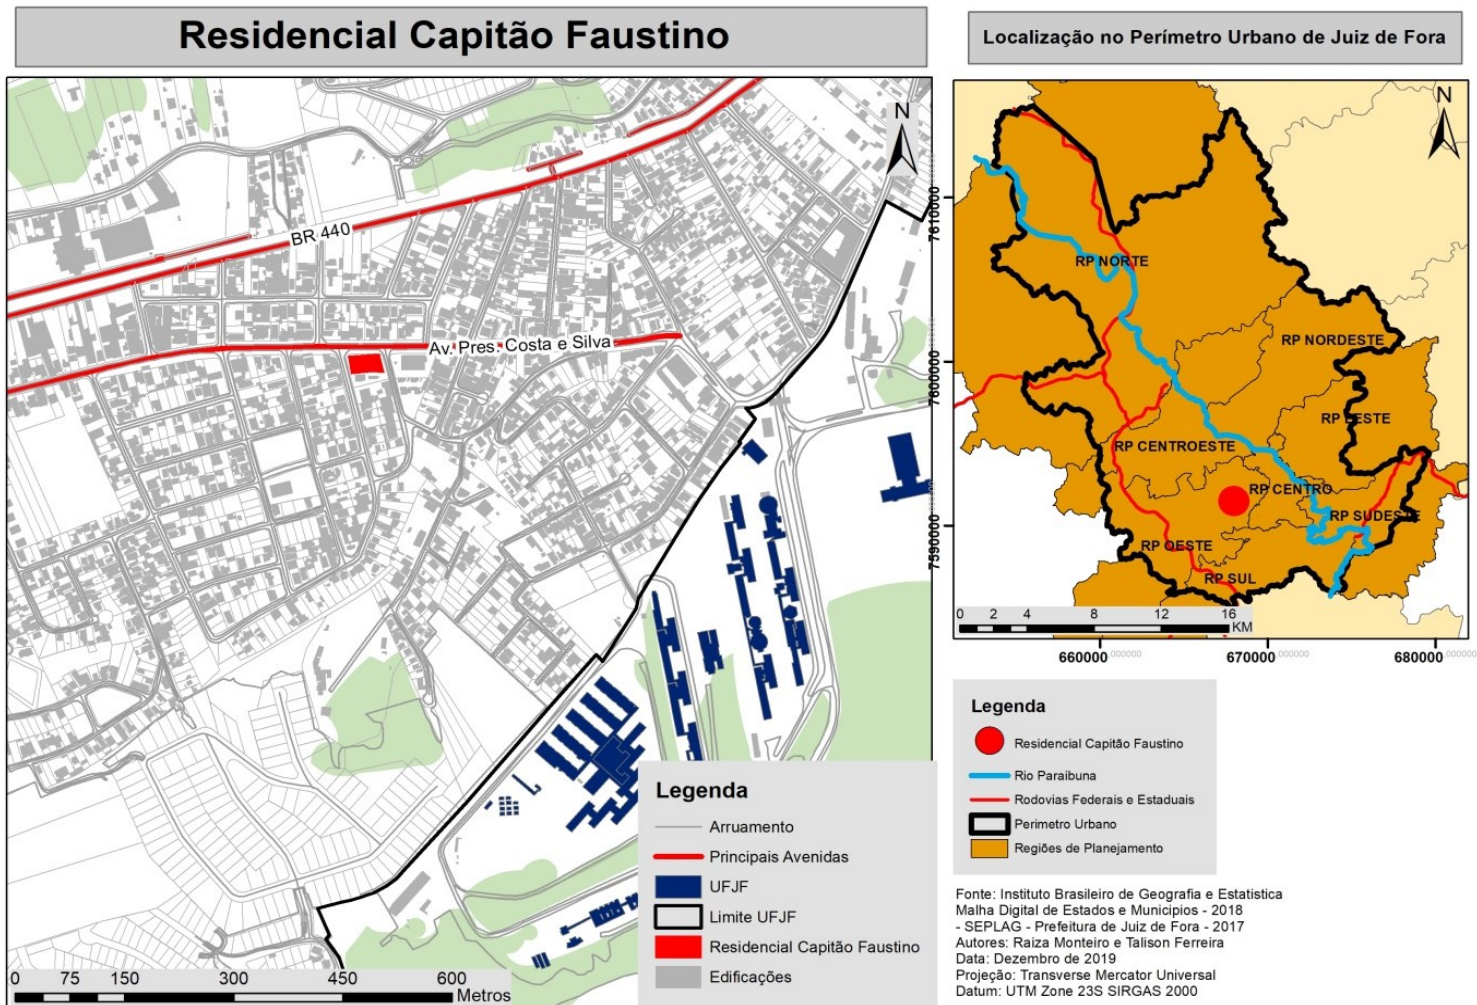 Residencial Capitão Faustino
N
BR 440
Av. Pres. Costa e Silva
Legenda
Arruamento
Principais Avenidas
UFJF
Limite UFJF
Residencial Capitão Faustino
Edificações
0 75 150 300 450 600
Metros
Localização no Perímetro Urbano de Juiz de Fora
N
7610000
7600000
7590000
RP NORTE
RP NORDESTE
RP LESTE
RP CENTROESTE
RP CENTRO
RP SUDESTE
RP OESTE
RP SUL
0 2 4 8 12 16
KM
660000,000000 670000,000000 680000,000000
Legenda
Residencial Capitão Faustino
Rio Paraibuna
Rodovias Federais e Estaduais
Perimetro Urbano
Regiões de Planejamento
Fonte: Instituto Brasileiro de Geografia e Estatistica
Malha Digital de Estados e Municipios - 2018
- SEPLAG - Prefeitura de Juiz de Fora - 2017
Autores: Raiza Monteiro e Talison Ferreira
Data: Dezembro de 2019
Projeção: Transverse Mercator Universal
Datum: UTM Zone 23S SIRGAS 2000